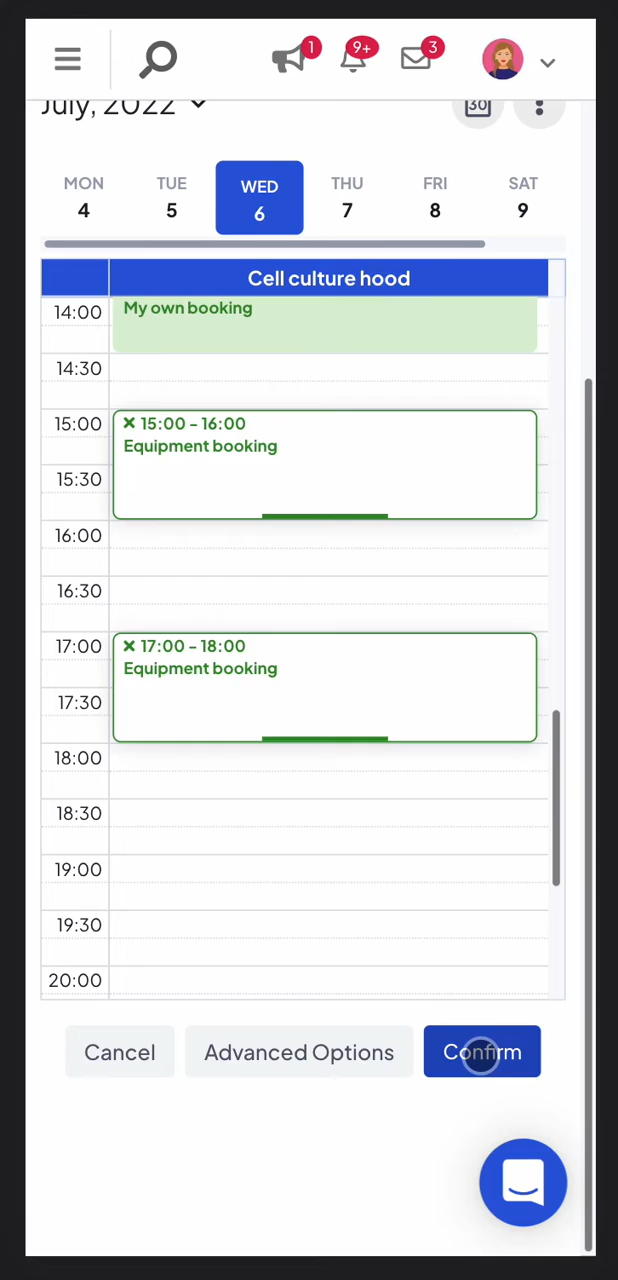 1
9+
3
July, 2022
30
MON
TUE
WED
THU
FRI
SAT
4
5
6
7
8
9
Cell culture hood
14:00
My own booking
14:30
15:00
15:00 - 16:00
Equipment booking
15:30
16:00
16:30
17:00
17:00 - 18:00
Equipment booking
17:30
18:00
18:30
19:00
19:30
20:00
Cancel
Advanced Options
Confirm